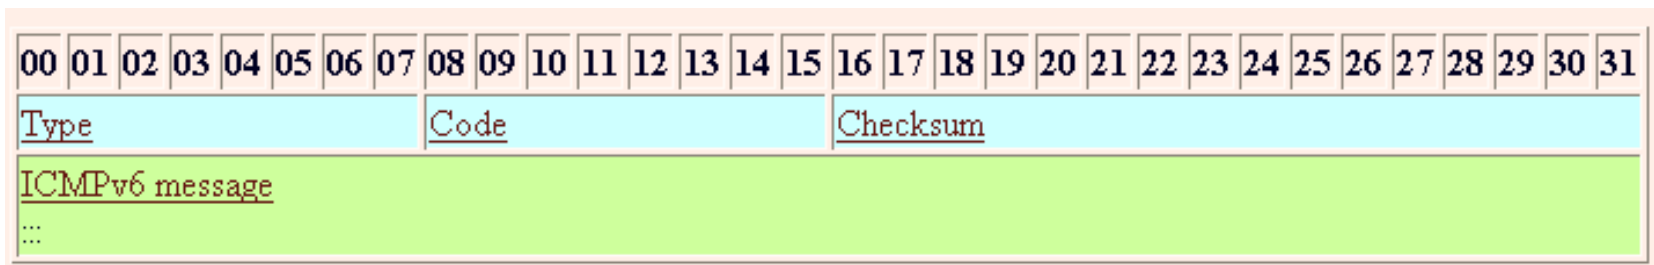 00 01 02 03 04 05 06 07 08 09 10 11 12 13 14 15 16 17 18 19 20 21 22 23 24 25 26 27 28 29 30 31
Type Code Checksum
ICMPv6 message
:::